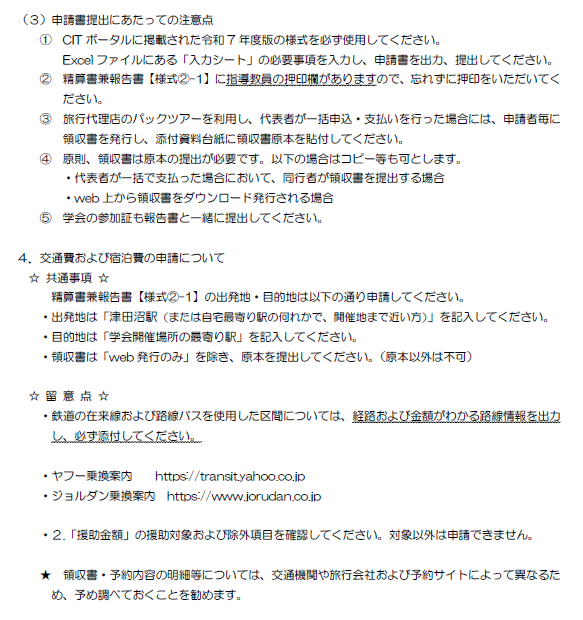 （３）申請書提出にあたっての注意点
① CIT ポータルに掲載された令和７年度版の様式を必ず使用してください。
Excel ファイルにある「入力シート」の必要事項を入力し、申請書を出力、提出してください。
② 精算書兼報告書【様式②-1】に指導教員の押印欄がありますので、忘れずに押印をいただいてく
ださい。
③ 旅行代理店のパックツアーを利用し、代表者が一括申込・支払いを行った場合には、申請者毎に
領収書を発行し、添付資料台紙に領収書原本を貼付してください。
④ 原則、領収書は原本の提出が必要です。以下の場合はコピー等も可とします。
・代表者が一括で支払った場合において、同行者が領収書を提出する場合
・web 上から領収書をダウンロード発行される場合
⑤ 学会の参加証も報告書と一緒に提出してください。
４．交通費および宿泊費の申請について
☆ 共通事項 ☆
精算書兼報告書【様式②-1】の出発地・目的地は以下の通り申請してください。
・出発地は「津田沼駅（または自宅最寄り駅の何れかで、開催地まで近い方）」を記入してください。
・目的地は「学会開催場所の最寄り駅」を記入してください。
・領収書は「web 発行のみ」を除き、原本を提出してください。（原本以外は不可）
☆ 留 意 点 ☆
・鉄道の在来線および路線バスを使用した区間については、経路および金額がわかる路線情報を出力
し、必ず添付してください。
・ヤフー乗換案内 https://transit.yahoo.co.jp
・ジョルダン乗換案内 https://www.jorudan.co.jp
・２.「援助金額」の援助対象および除外項目を確認してください。対象以外は申請できません。
★ 領収書・予約内容の明細等については、交通機関や旅行会社および予約サイトによって異なるた
め、予め調べておくことを勧めます。